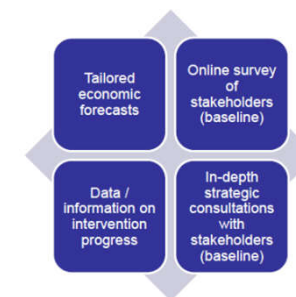 Tailored
economic
forecasts
Online survey
of
stakeholders
(baseline)
Data /
information on
intervention
progress
In-depth
strategic
consultations
with
stakeholders
(baseline)